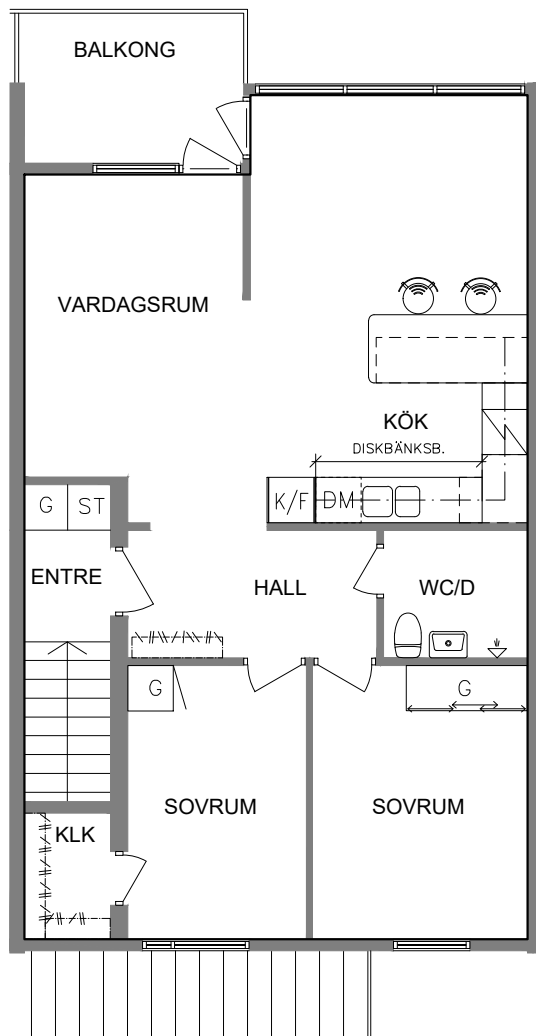 BALKONG
VARDAGSRUM
KÖK
DISKBÄNKSB.
G ST
K/F DM
ENTRE
HALL
WC/D
G
G
SOVRUM
SOVRUM
KLK